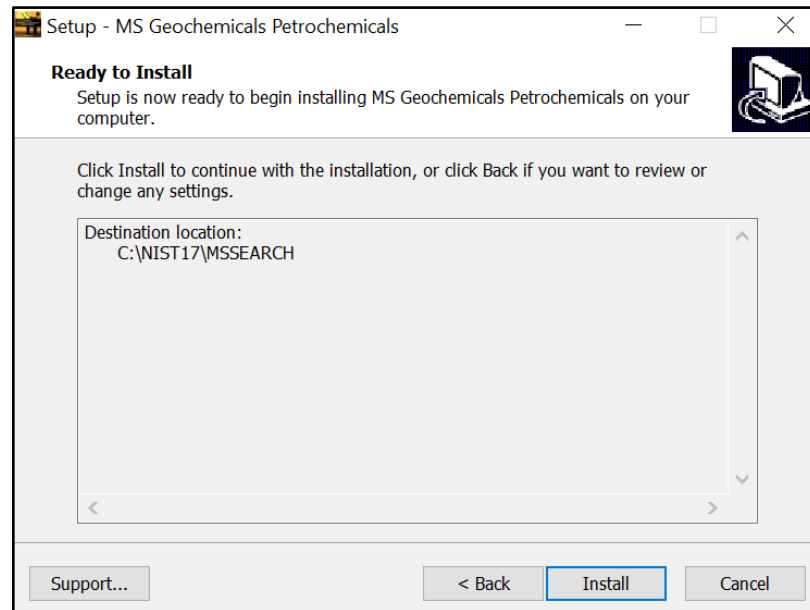 Setup - MS Geochemicals Petrochemicals
Ready to Install
Setup is now ready to begin installing MS Geochemicals Petrochemicals on your
computer.
Click Install to continue with the installation, or click Back if you want to review or
change any settings.
Destination location:
C:\NIST17\MSSEARCH
Support...
< Back
Install
Cancel